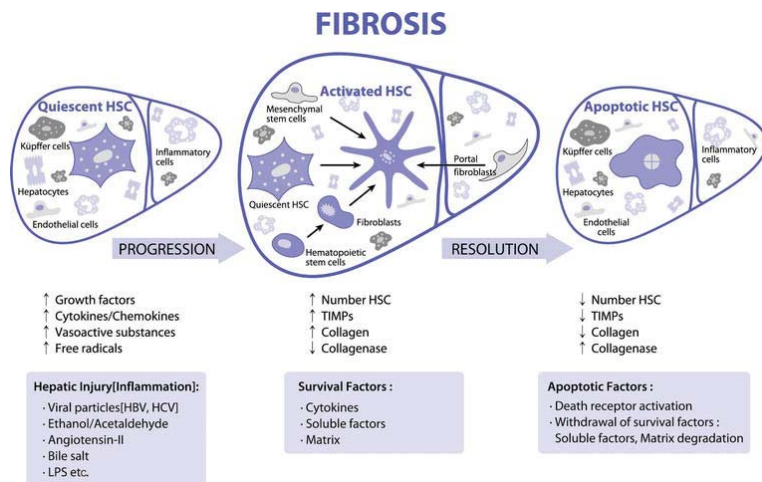 FIBROSIS
Quiescent HSC
Küpffer cells
Inflammatory
cells
Hepatocytes
Endothelial cells
Activated HSC
Mesenchymal
stem cells
Quiescent HSC
Portal
fibroblasts
Fibroblasts
Hematopoietic
stem cells
Apoptotic HSC
Küpffer cells
Inflammatory
cells
Hepatocytes
Endothelial
cells
PROGRESSION
RESOLUTION
↑ Growth factors
↑ Cytokines/Chemokines
↑ Vasoactive substances
↑ Free radicals
↑ Number HSC
↑ TIMPs
↑ Collagen
↓ Collagenase
↓ Number HSC
↓ TIMPs
↓ Collagen
↑ Collagenase
Hepatic Injury[Inflammation]:
· Viral particles[HBV, HCV]
· Ethanol/Acetaldehyde
· Angiotensin-II
· Bile salt
· LPS etc.
Survival Factors :
· Cytokines
· Soluble factors
· Matrix
Apoptotic Factors :
· Death receptor activation
· Withdrawal of survival factors :
Soluble factors, Matrix degradation